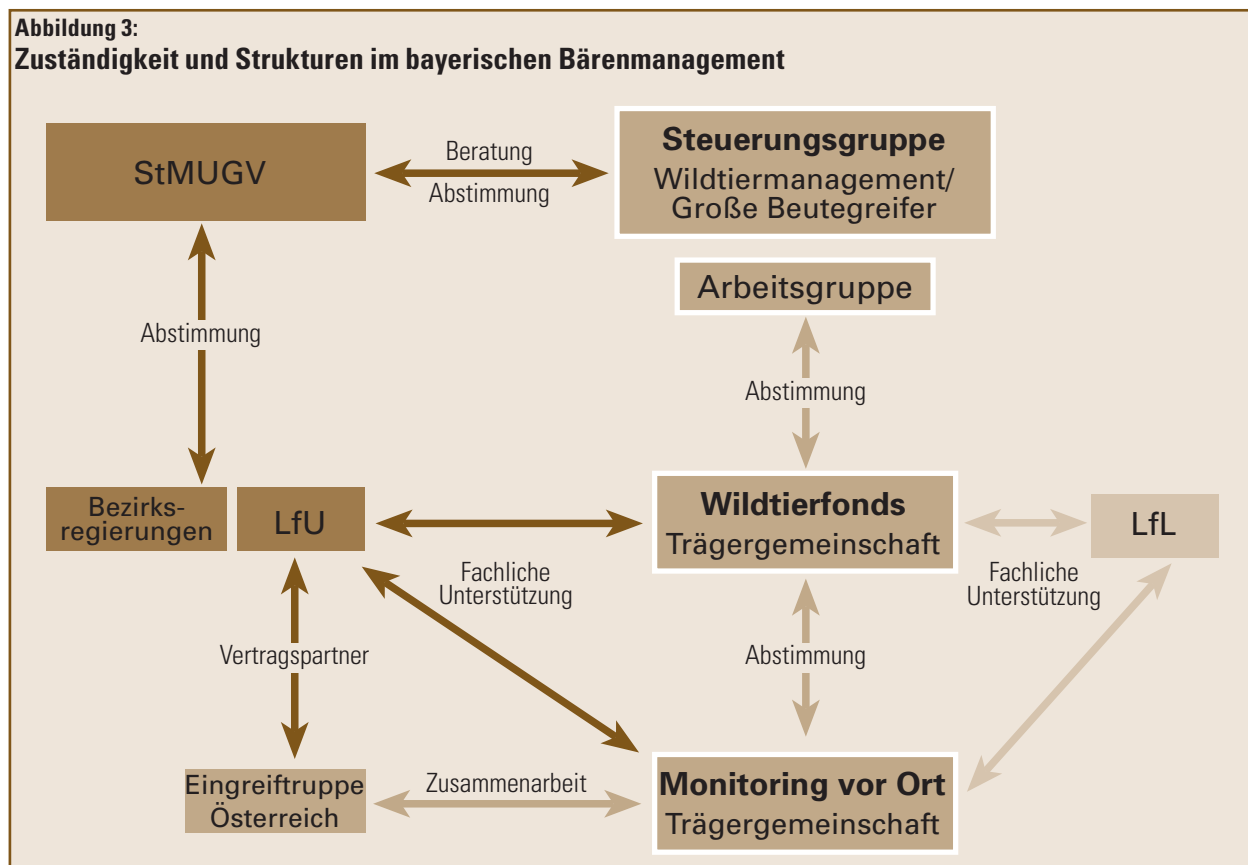 Abbildung 3:
Zuständigkeit und Strukturen im bayerischen Bärenmanagement
StMUGV
Beratung
Abstimmung
Steuerungsgruppe
Wildtiermanagement/
Große Beutegreifer
Arbeitsgruppe
Abstimmung
Abstimmung
Bezirks-
regierungen
LfU
Wildtierfonds
Trägergemeinschaft
LfL
Fachliche
Unterstützung
Fachliche
Unterstützung
Vertragspartner
Abstimmung
Eingreiftruppe
Österreich
Zusammenarbeit
Monitoring vor Ort
Trägergemeinschaft